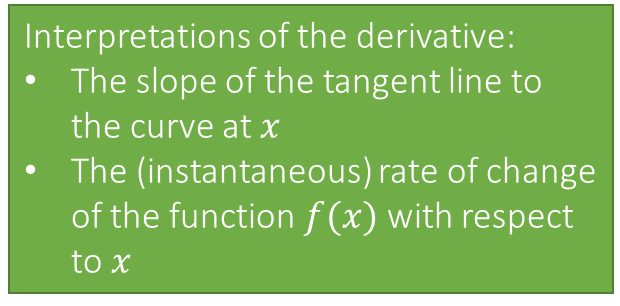 Interpretations of the derivative:
• The slope of the tangent line to
the curve at x
• The (instantaneous) rate of change
of the function f(x) with respect
to x